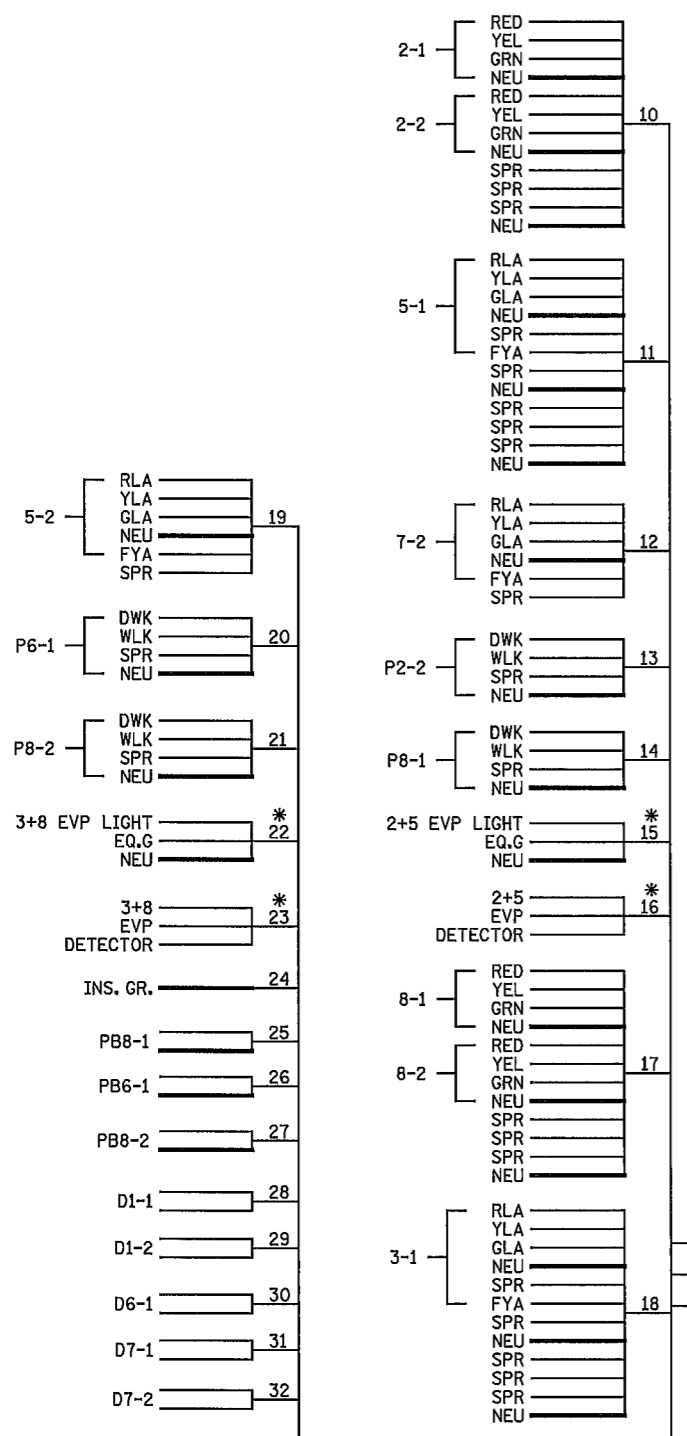 2-1
RED
YEL
GRN
NEU
2-2
RED
YEL
GRN
NEU
SPR
SPR
SPR
NEU
10
5-1
RLA
YLA
GLA
NEU
SPR
FYA
SPR
NEU
SPR
SPR
SPR
NEU
11
7-2
RLA
YLA
GLA
NEU
FYA
SPR
12
P2-2
DWK
WLK
SPR
NEU
13
P8-1
DWK
WLK
SPR
NEU
14
2+5 EVP LIGHT
EQ.G
NEU
*
15
2+5
EVP
DETECTOR
*
16
8-1
RED
YEL
GRN
NEU
8-2
RED
YEL
GRN
NEU
SPR
SPR
SPR
NEU
17
3-1
RLA
YLA
GLA
NEU
SPR
FYA
SPR
NEU
SPR
SPR
SPR
NEU
18
5-2
RLA
YLA
GLA
NEU
FYA
SPR
19
P6-1
DWK
WLK
SPR
NEU
20
P8-2
DWK
WLK
SPR
NEU
21
3+8 EVP LIGHT
EQ.G
NEU
*
22
3+8
EVP
DETECTOR
*
23
INS. GR. 24
PB8-1 25
PB6-1 26
PB8-2 27
D1-1 28
D1-2 29
D6-1 30
D7-1 31
D7-2 32